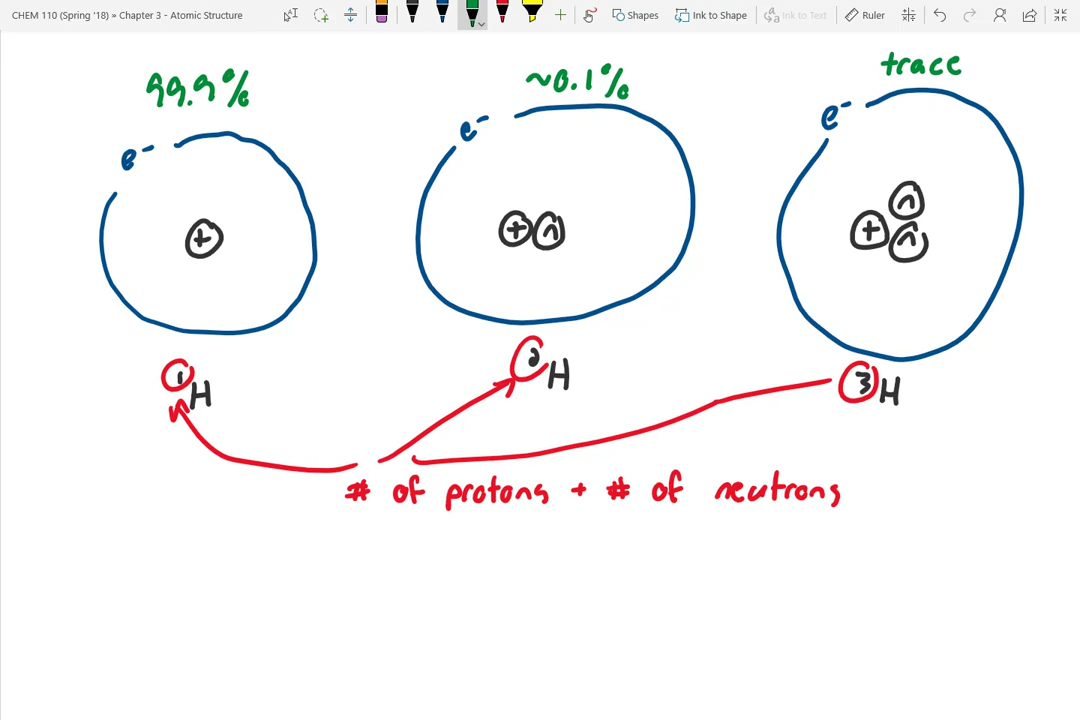 CHEM 110 (Spring '18) » Chapter 3 - Atomic Structure
Shapes
Ink to Shape
Ink to Text
Ruler
99.9% ~0.1% trace
e⁻ e⁻ e⁻
+ + n + n n
¹H ²H ³H
# of protons + # of neutrons